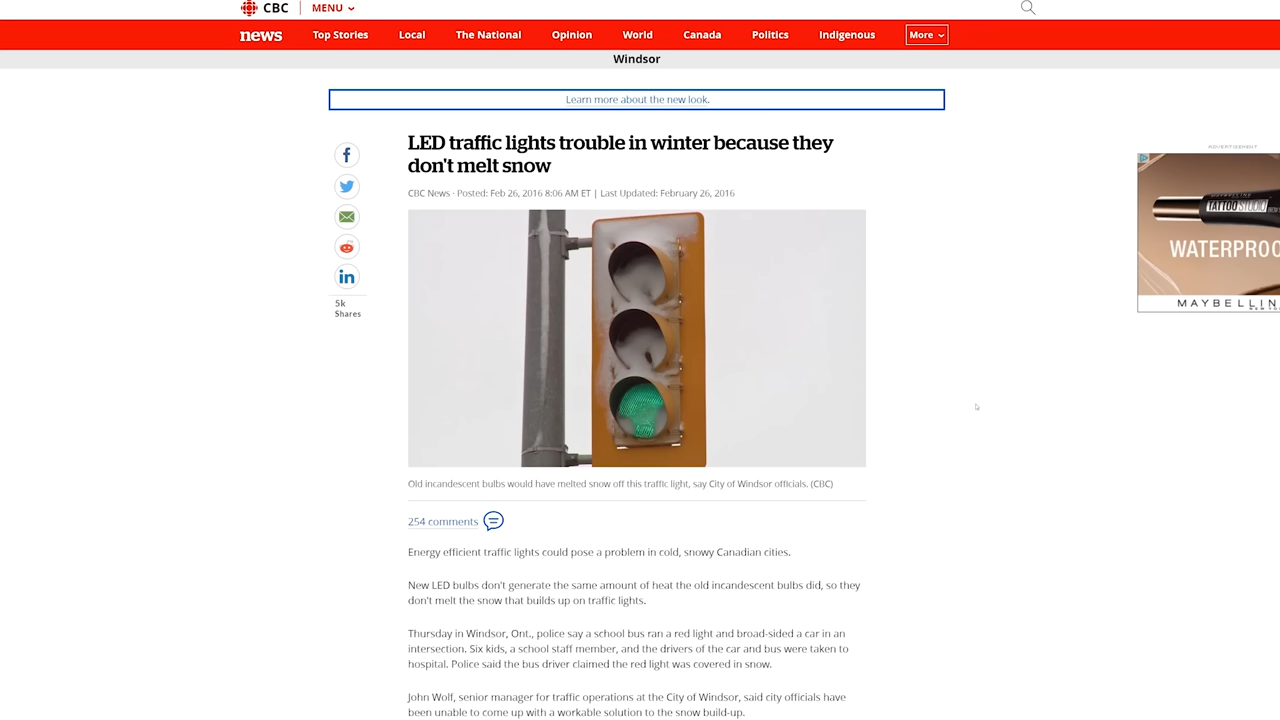 CBC MENU
news Top Stories Local The National Opinion World Canada Politics Indigenous More
Windsor
Learn more about the new look.
LED traffic lights trouble in winter because they
don't melt snow
CBC News · Posted: Feb 26, 2016 8:06 AM ET | Last Updated: February 26, 2016
5k
Shares
ADVERTISEMENT
TATTOO STUDIO
WATERPROO
MAYBELLIN
Old incandescent bulbs would have melted snow off this traffic light, say City of Windsor officials. (CBC)
254 comments
Energy efficient traffic lights could pose a problem in cold, snowy Canadian cities.
New LED bulbs don't generate the same amount of heat the old incandescent bulbs did, so they
don't melt the snow that builds up on traffic lights.
Thursday in Windsor, Ont., police say a school bus ran a red light and broad-sided a car in an
intersection. Six kids, a school staff member, and the drivers of the car and bus were taken to
hospital. Police said the bus driver claimed the red light was covered in snow.
John Wolf, senior manager for traffic operations at the City of Windsor, said city officials have
been unable to come up with a workable solution to the snow build-up.